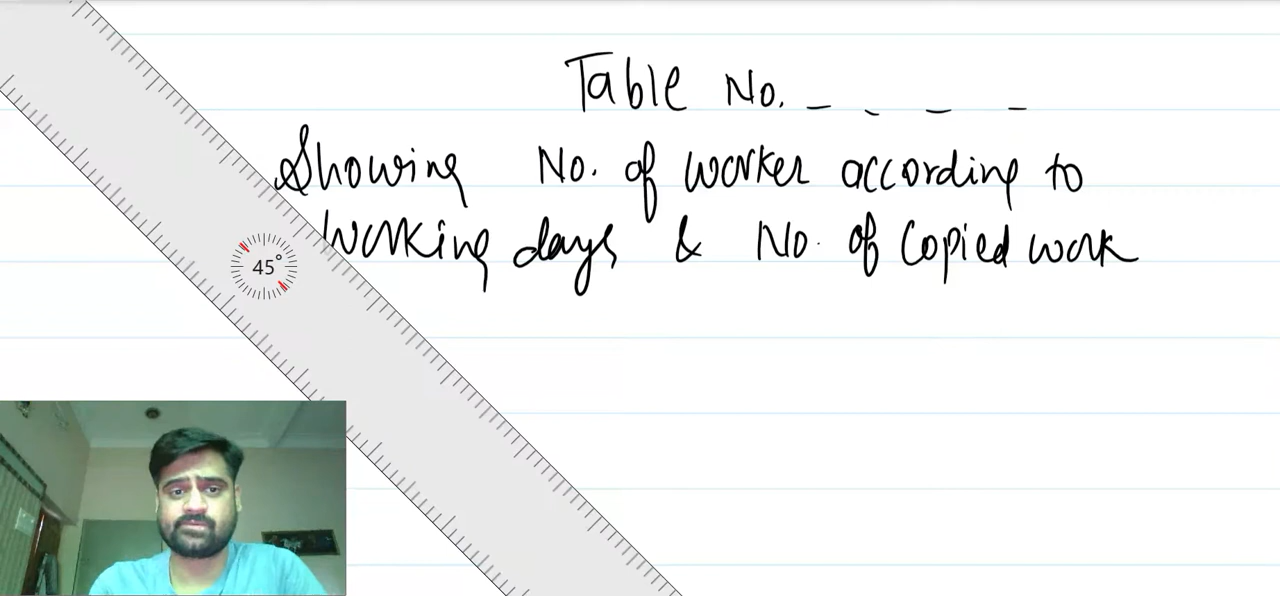 Table No. - - - -
Showing No. of worker according to
working days & No. of Copied work
45°